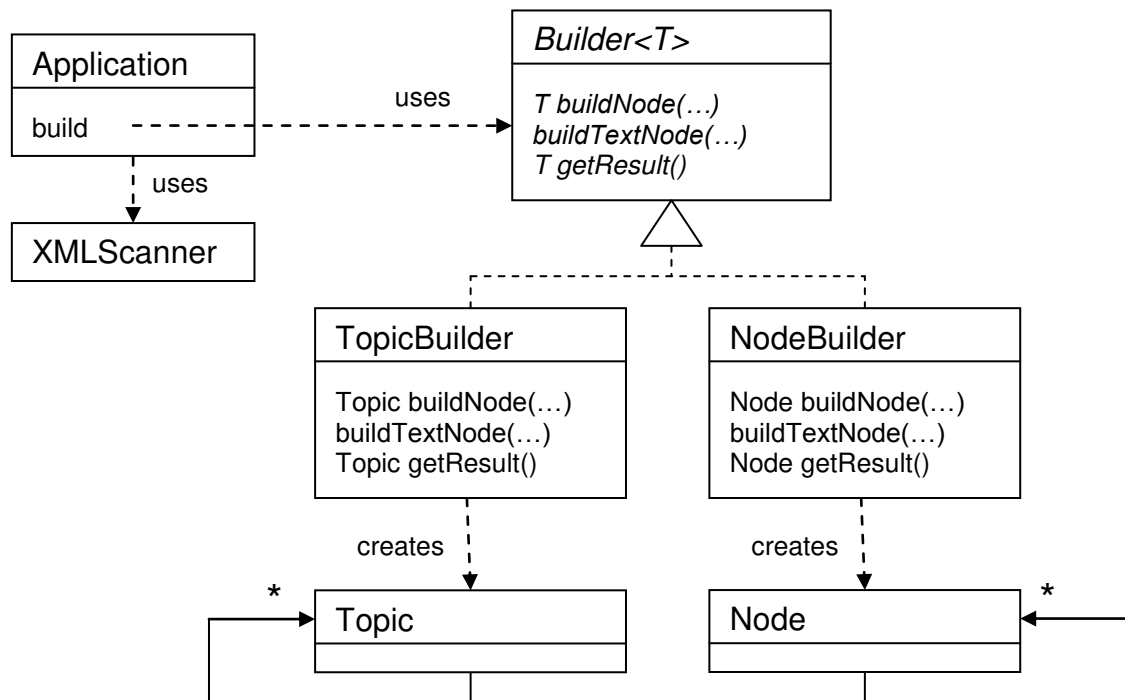 Builder<T>
T buildNode(…)
buildTextNode(…)
T getResult()
Application
build
uses
uses
XMLScanner
TopicBuilder
Topic buildNode(…)
buildTextNode(…)
Topic getResult()
NodeBuilder
Node buildNode(…)
buildTextNode(…)
Node getResult()
creates
creates
*
Topic
Node
*